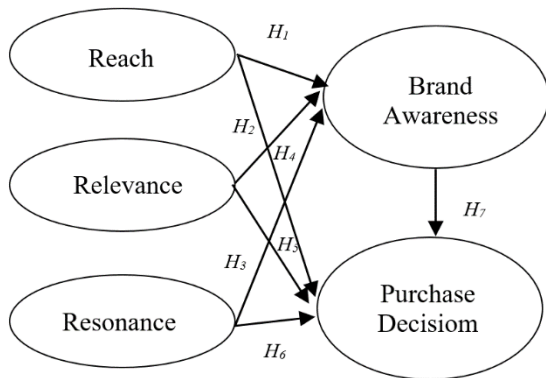 H1
Reach
Brand
Awareness
H2
H4
Relevance
H7
H3
H5
Purchase
Decisiom
Resonance
H6